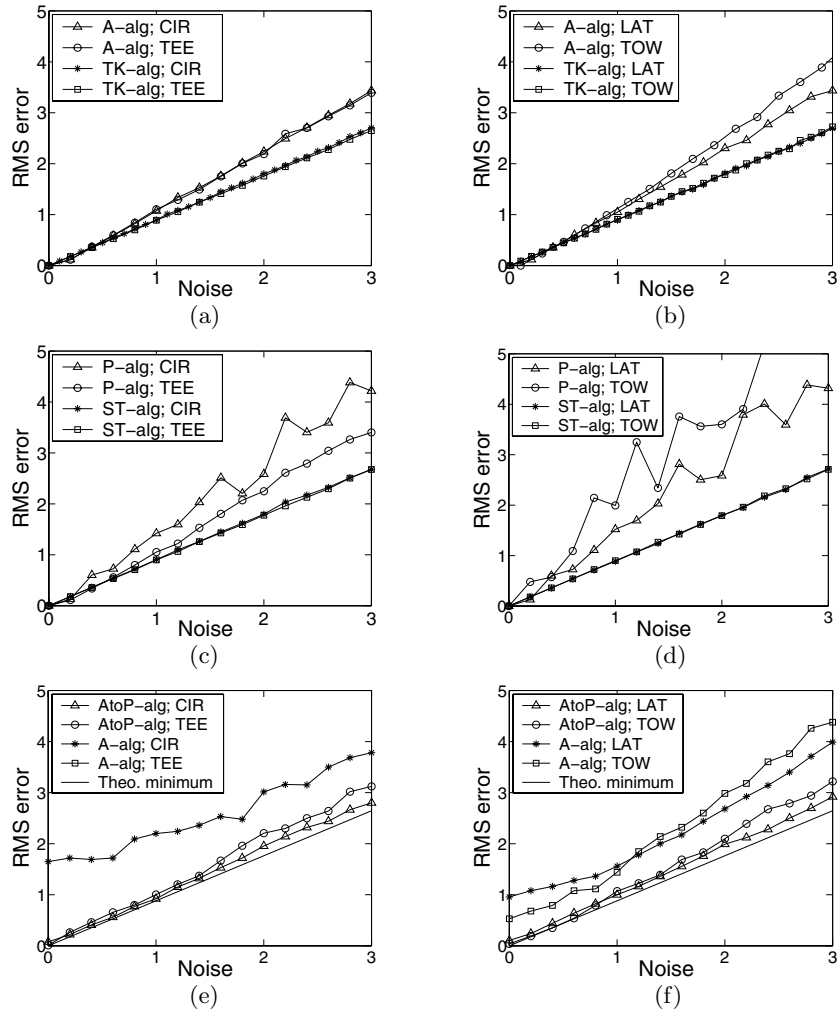 5
4
3
2
1
0
RMS error
A-alg; CIR
A-alg; TEE
TK-alg; CIR
TK-alg; TEE
0 1 2 3
Noise
(a)
5
4
3
2
1
0
RMS error
A-alg; LAT
A-alg; TOW
TK-alg; LAT
TK-alg; TOW
0 1 2 3
Noise
(b)
5
4
3
2
1
0
RMS error
P-alg; CIR
P-alg; TEE
ST-alg; CIR
ST-alg; TEE
0 1 2 3
Noise
(c)
5
4
3
2
1
0
RMS error
P-alg; LAT
P-alg; TOW
ST-alg; LAT
ST-alg; TOW
0 1 2 3
Noise
(d)
5
4
3
2
1
0
RMS error
AtoP-alg; CIR
AtoP-alg; TEE
A-alg; CIR
A-alg; TEE
Theo. minimum
0 1 2 3
Noise
(e)
5
4
3
2
1
0
RMS error
AtoP-alg; LAT
AtoP-alg; TOW
A-alg; LAT
A-alg; TOW
Theo. minimum
0 1 2 3
Noise
(f)